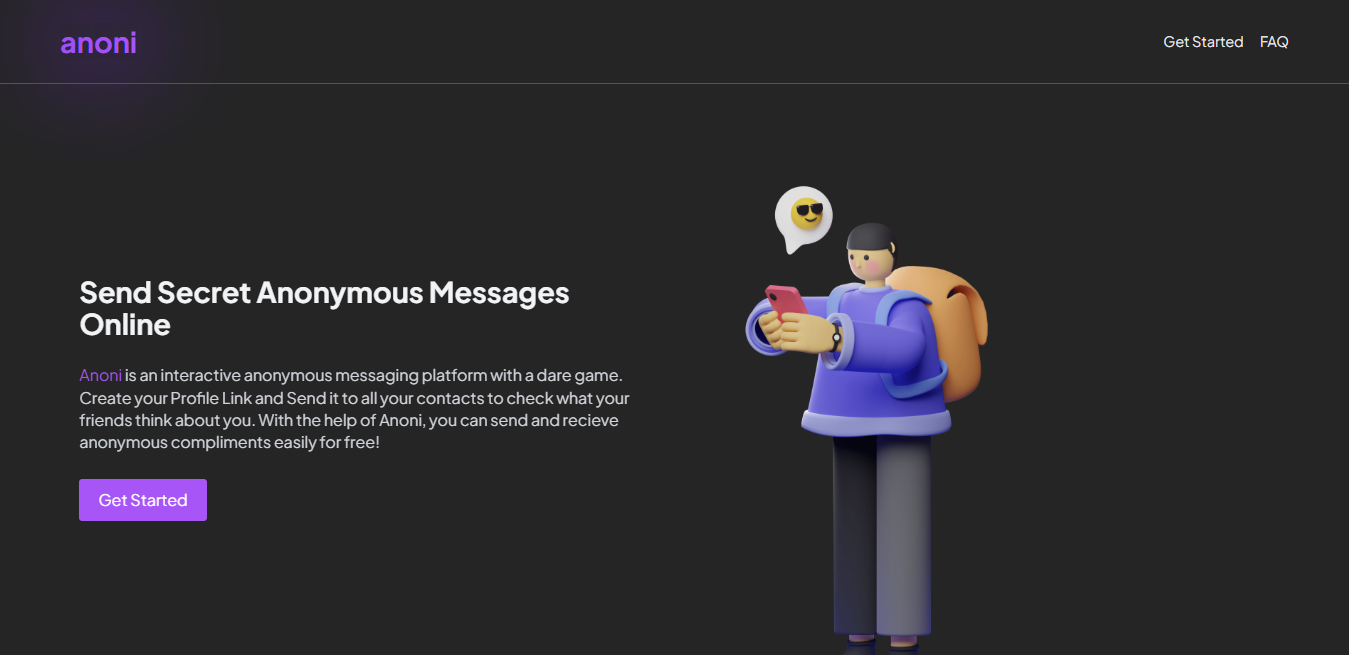 anoni
Get Started
FAQ
Send Secret Anonymous Messages
Online
Anoni is an interactive anonymous messaging platform with a dare game.
Create your Profile Link and Send it to all your contacts to check what your
friends think about you. With the help of Anoni, you can send and recieve
anonymous compliments easily for free!
Get Started